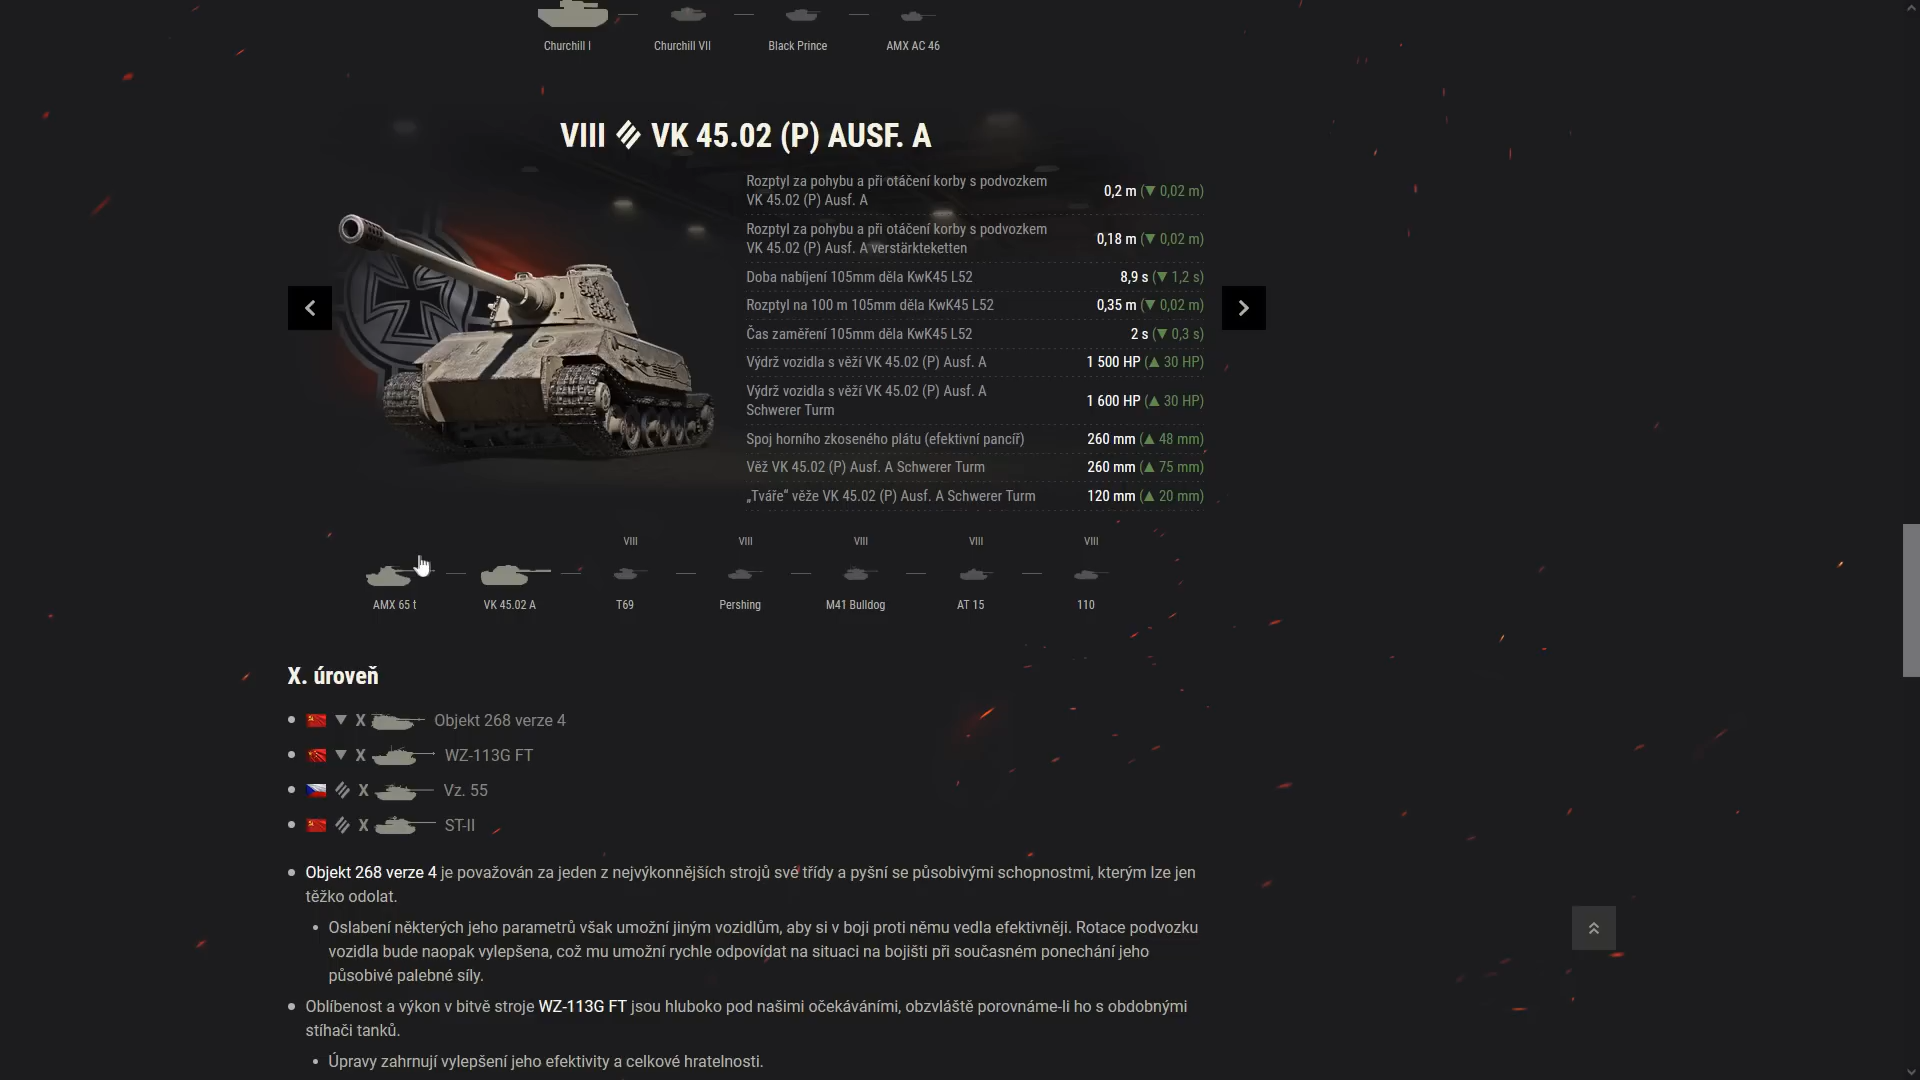 Churchill I
Churchill VII
Black Prince
AMX AC 46
VIII VK 45.02 (P) AUSF. A
Rozptyl za pohybu a při otáčení korby s podvozkem
VK 45.02 (P) Ausf. A
0,2 m (▼ 0,02 m)
Rozptyl za pohybu a při otáčení korby s podvozkem
VK 45.02 (P) Ausf. A verstärkteketten
0,18 m (▼ 0,02 m)
Doba nabíjení 105mm děla KwK45 L52
8,9 s (▼ 1,2 s)
Rozptyl na 100 m 105mm děla KwK45 L52
0,35 m (▼ 0,02 m)
Čas zaměření 105mm děla KwK45 L52
2 s (▼ 0,3 s)
Výdrž vozidla s věží VK 45.02 (P) Ausf. A
1 500 HP (▲ 30 HP)
Výdrž vozidla s věží VK 45.02 (P) Ausf. A
Schwerer Turm
1 600 HP (▲ 30 HP)
Spoj horního zkoseného plátu (efektivní pancíř)
260 mm (▲ 48 mm)
Věž VK 45.02 (P) Ausf. A Schwerer Turm
260 mm (▲ 75 mm)
„Tváře“ věže VK 45.02 (P) Ausf. A Schwerer Turm
120 mm (▲ 20 mm)
VIII
VIII
VIII
VIII
VIII
AMX 65 t
VK 45.02 A
T69
Pershing
M41 Bulldog
AT 15
110
X. úroveň
X Objekt 268 verze 4
X WZ-113G FT
X Vz. 55
X ST-II
Objekt 268 verze 4 je považován za jeden z nejvýkonnějších strojů své třídy a pyšní se působivými schopnostmi, kterým lze jen
těžko odolat.
Oslabení některých jeho parametrů však umožní jiným vozidlům, aby si v boji proti němu vedla efektivněji. Rotace podvozku
vozidla bude naopak vylepšena, což mu umožní rychle odpovídat na situaci na bojišti při současném ponechání jeho
působivé palebné síly.
Oblíbenost a výkon v bitvě stroje WZ-113G FT jsou hluboko pod našimi očekáváními, obzvláště porovnáme-li ho s obdobnými
stíhači tanků.
Úpravy zahrnují vylepšení jeho efektivity a celkové hratelnosti.